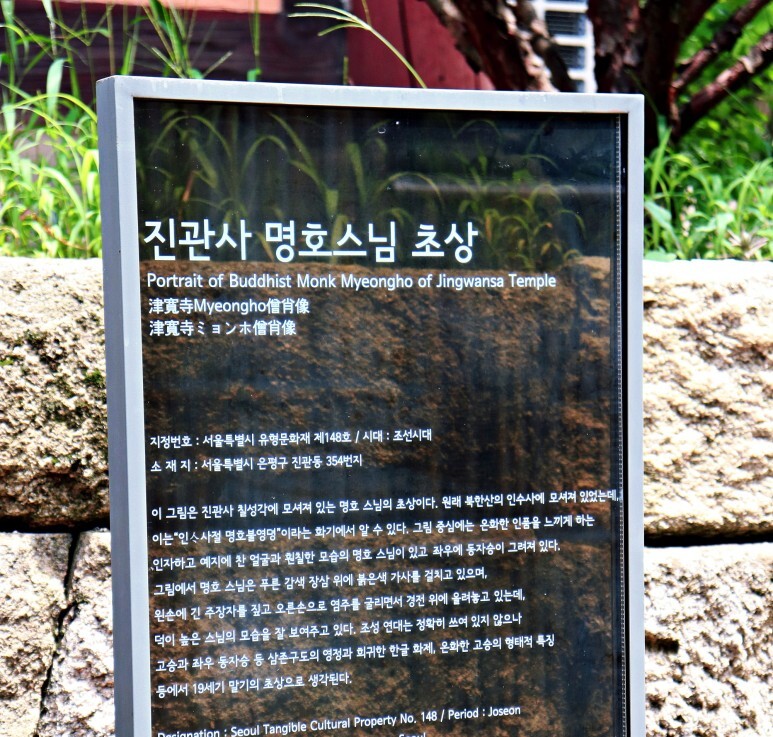 진관사 명호스님 초상
Portrait of Buddhist Monk Myeongho of Jingwansa Temple
津寬寺Myeongho僧肖像
津寛寺ミョンホ僧肖像
지정번호 : 서울특별시 유형문화재 제148호 / 시대 : 조선시대
소 재 지 : 서울특별시 은평구 진관동 354번지
이 그림은 진관사 칠성각에 모셔져 있는 명호 스님의 초상이다. 원래 북한산의 인수사에 모셔져 있었는데,
이는"인ᄉ사절 명호불영뎡"이라는 화기에서 알 수 있다. 그림 중심에는 온화한 인품을 느끼게 하는
인자하고 예지에 찬 얼굴과 훤칠한 모습의 명호 스님이 있고 좌우에 동자승이 그려져 있다.
그림에서 명호 스님은 푸른 감색 장삼 위에 붉은색 가사를 걸치고 있으며,
왼손에 긴 주장자를 짚고 오른손으로 염주를 굴리면서 경전 위에 올려놓고 있는데,
덕이 높은 스님의 모습을 잘 보여주고 있다. 조성 연대는 정확히 쓰여 있지 않으나
고승과 좌우 동자승 등 삼존구도의 영정과 희귀한 한글 화제, 온화한 고승의 형태적 특징
등에서 19세기 말기의 초상으로 생각된다.
Designation : Seoul Tangible Cultural Property No. 148 / Period : Joseon
Seoul